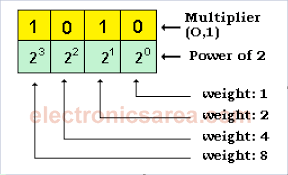 1 0 1 0 Multiplier
(0,1)
2³ 2² 2¹ 2⁰ Power of 2
weight: 1
weight: 2
electronicsarea.com
weight: 4
weight: 8